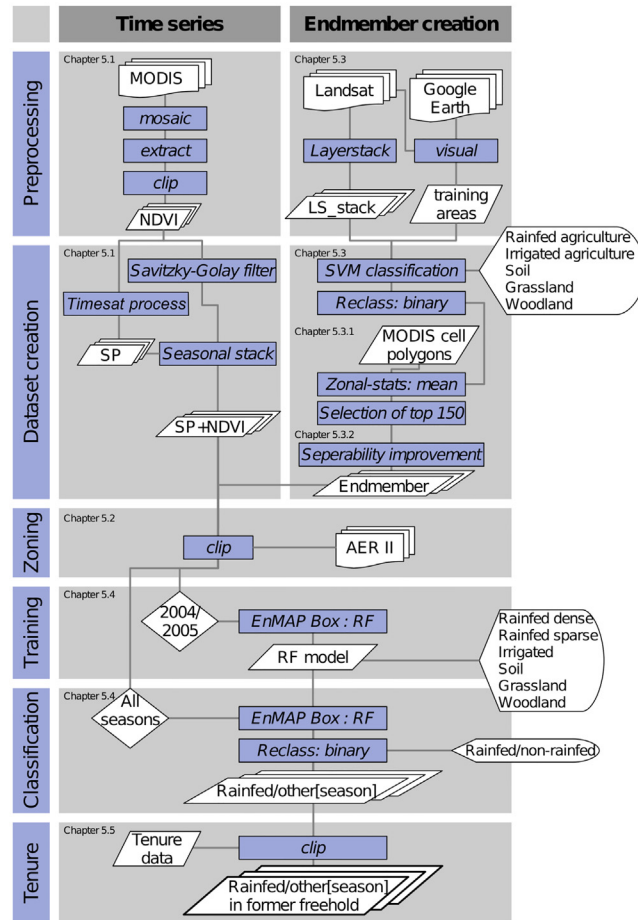 Time series
Endmember creation
Preprocessing
Chapter 5.1
MODIS
mosaic
extract
clip
NDVI
Chapter 5.3
Landsat
Google
Earth
Layerstack
visual
LS_stack
training
areas
Dataset creation
Chapter 5.1
Savitzky-Golay filter
Timesat process
SP
Seasonal stack
SP+NDVI
Chapter 5.3
SVM classification
Reclass: binary
Rainfed agriculture
Irrigated agriculture
Soil
Grassland
Woodland
Chapter 5.3.1
MODIS cell
polygons
Zonal-stats: mean
Selection of top 150
Chapter 5.3.2
Seperability improvement
Endmember
Zoning
Chapter 5.2
clip
AER II
Training
Chapter 5.4
2004/
2005
EnMAP Box : RF
RF model
Rainfed dense
Rainfed sparse
Irrigated
Soil
Grassland
Woodland
Classification
Chapter 5.4
All
seasons
EnMAP Box : RF
Reclass: binary
Rainfed/non-rainfed
Rainfed/other[season]
Tenure
Chapter 5.5
Tenure
data
clip
Rainfed/other[season]
in former freehold